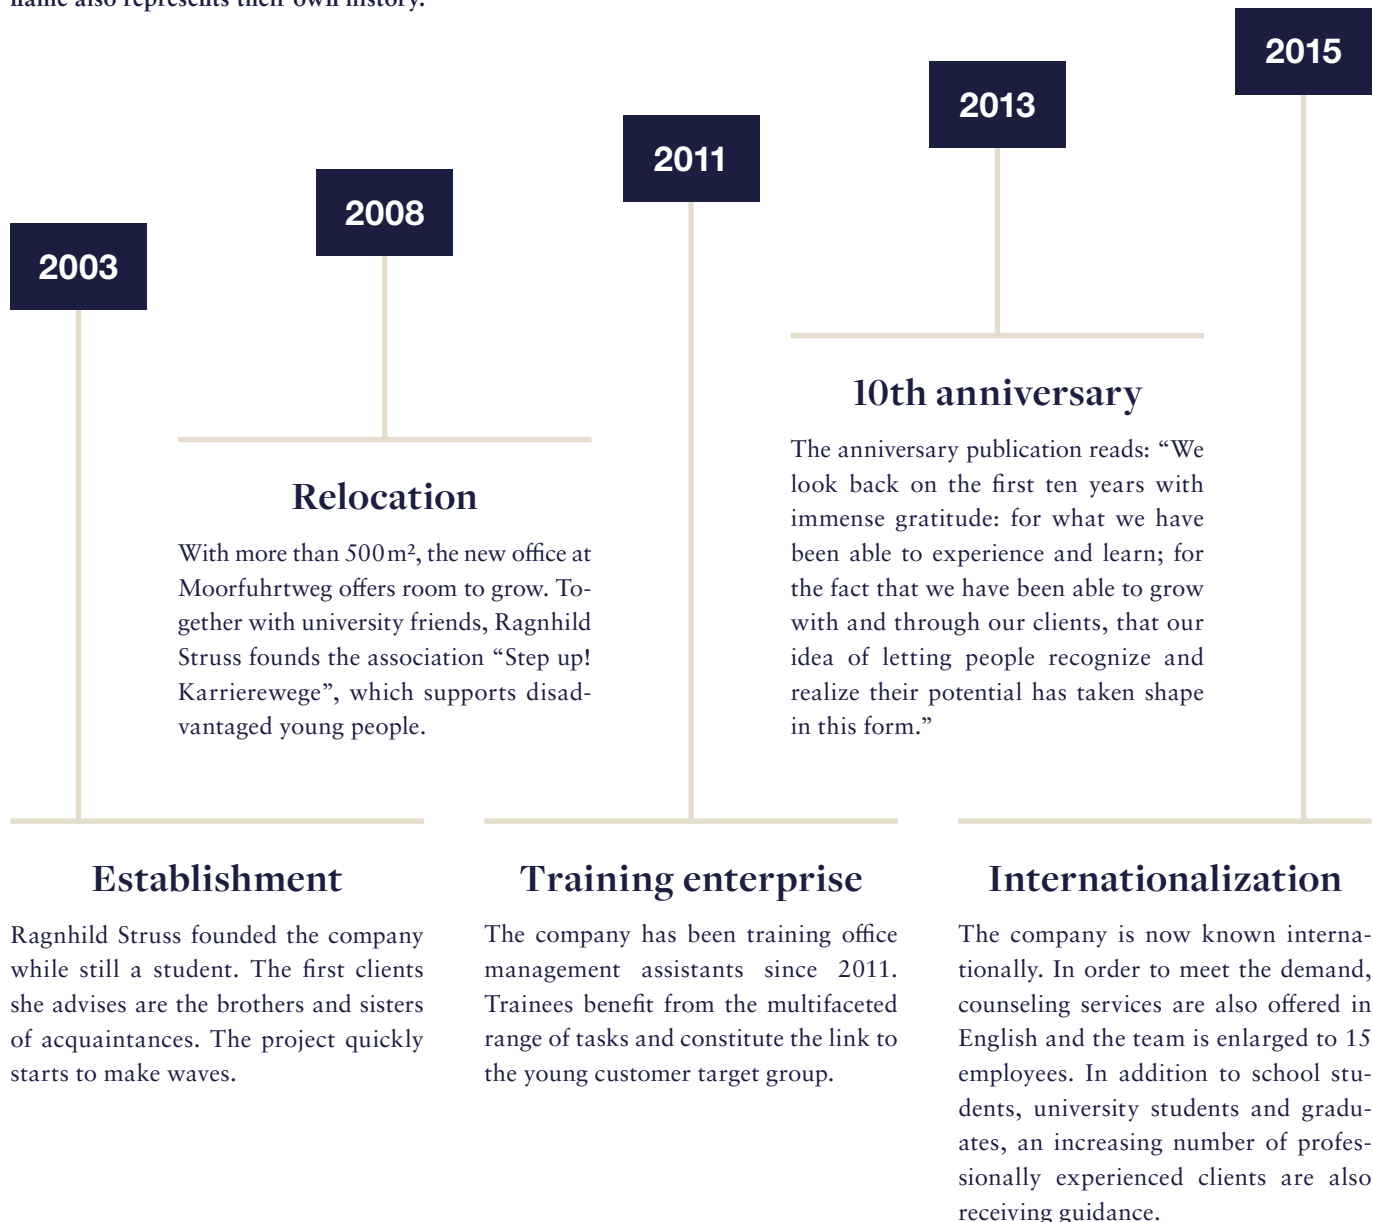 name also represents their own history.
2003
Establishment
Ragnhild Struss founded the company
while still a student. The first clients
she advises are the brothers and sisters
of acquaintances. The project quickly
starts to make waves.
2008
Relocation
With more than 500 m², the new office at
Moorfuhrtweg offers room to grow. To-
gether with university friends, Ragnhild
Struss founds the association “Step up!
Karrierewege”, which supports disad-
vantaged young people.
2011
Training enterprise
The company has been training office
management assistants since 2011.
Trainees benefit from the multifaceted
range of tasks and constitute the link to
the young customer target group.
2013
10th anniversary
The anniversary publication reads: “We
look back on the first ten years with
immense gratitude: for what we have
been able to experience and learn; for
the fact that we have been able to grow
with and through our clients, that our
idea of letting people recognize and
realize their potential has taken shape
in this form.”
2015
Internationalization
The company is now known interna-
tionally. In order to meet the demand,
counseling services are also offered in
English and the team is enlarged to 15
employees. In addition to school stu-
dents, university students and gradu-
ates, an increasing number of profes-
sionally experienced clients are also
receiving guidance.